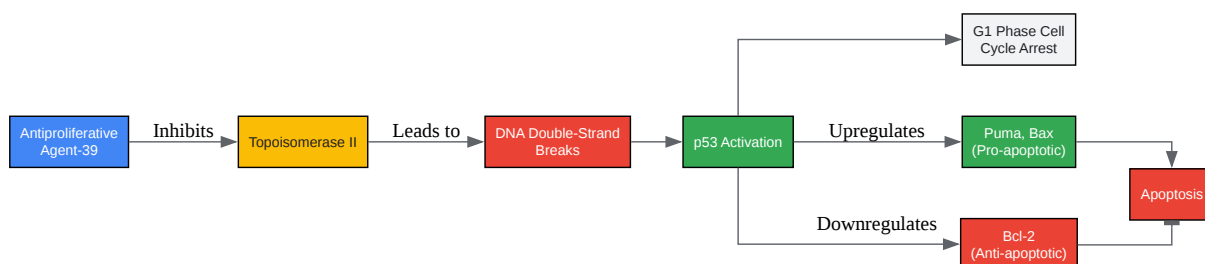 Antiproliferative
Agent-39
Inhibits
Topoisomerase II
Leads to
DNA Double-Strand
Breaks
p53 Activation
G1 Phase Cell
Cycle Arrest
Upregulates
Puma, Bax
(Pro-apoptotic)
Downregulates
Bcl-2
(Anti-apoptotic)
Apoptosis